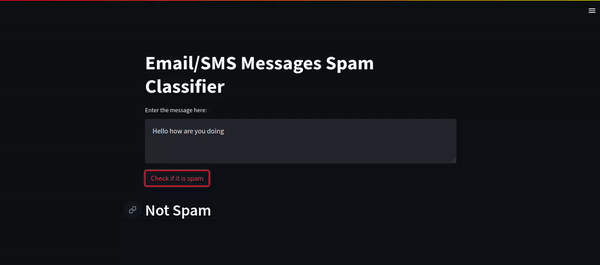 Email/SMS Messages Spam
Classifier
Enter the message here:
Hello how are you doing
Check if it is spam
Not Spam